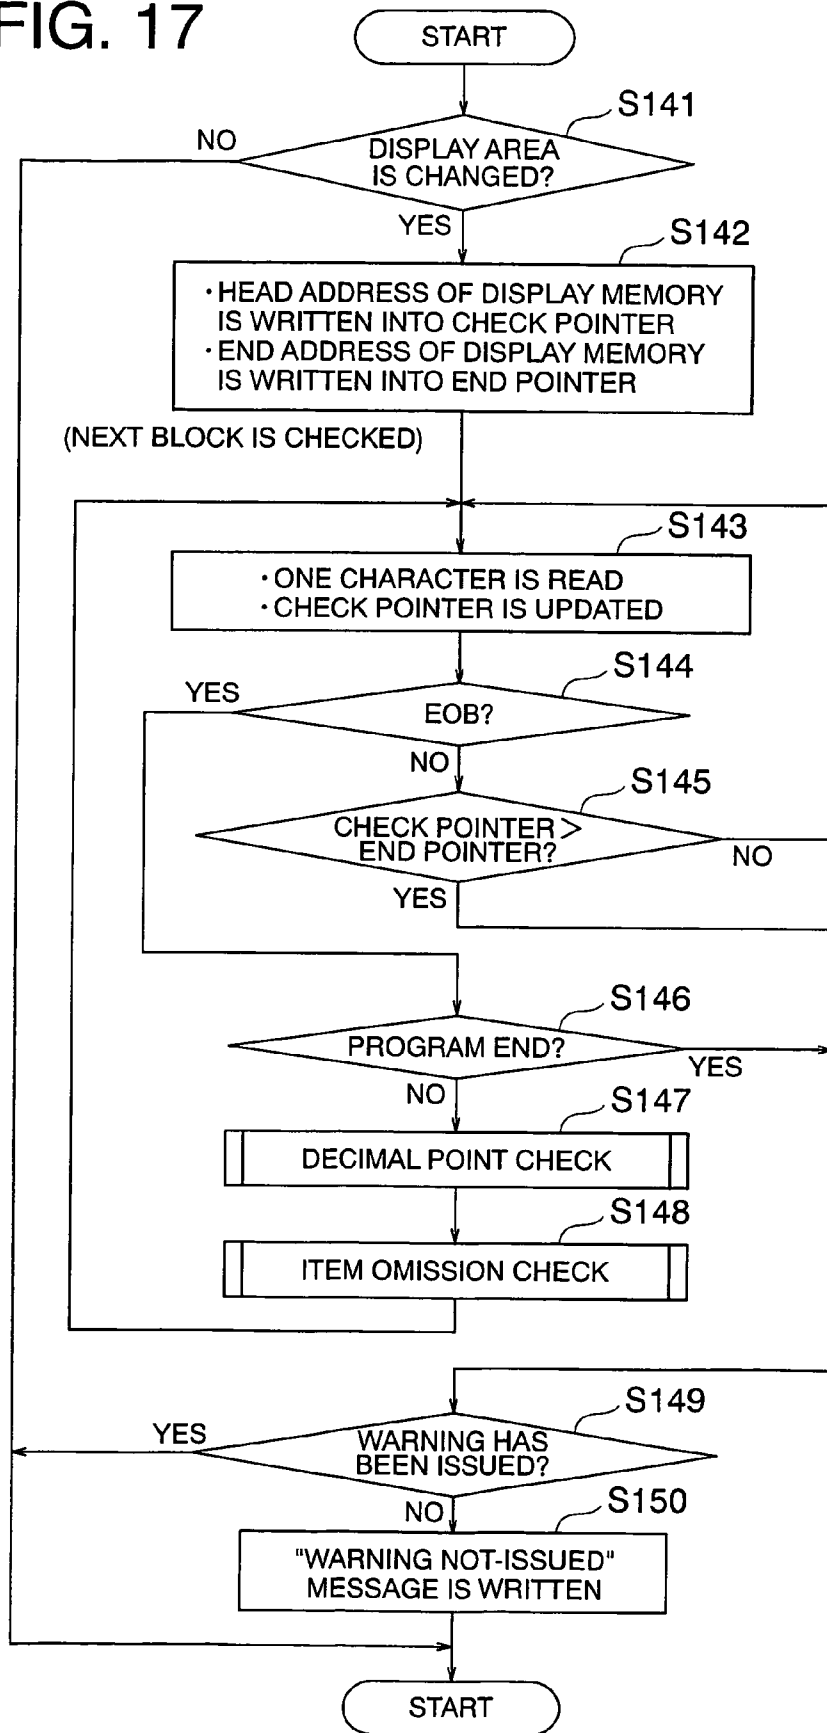 FIG. 17
START
S141
NO
DISPLAY AREA
IS CHANGED?
YES
S142
・HEAD ADDRESS OF DISPLAY MEMORY
IS WRITTEN INTO CHECK POINTER
・END ADDRESS OF DISPLAY MEMORY
IS WRITTEN INTO END POINTER
(NEXT BLOCK IS CHECKED)
S143
・ONE CHARACTER IS READ
・CHECK POINTER IS UPDATED
S144
YES
EOB?
NO
S145
CHECK POINTER >
END POINTER?
NO
YES
S146
PROGRAM END?
YES
NO
S147
DECIMAL POINT CHECK
S148
ITEM OMISSION CHECK
S149
YES
WARNING HAS
BEEN ISSUED?
NO
S150
"WARNING NOT-ISSUED"
MESSAGE IS WRITTEN
START